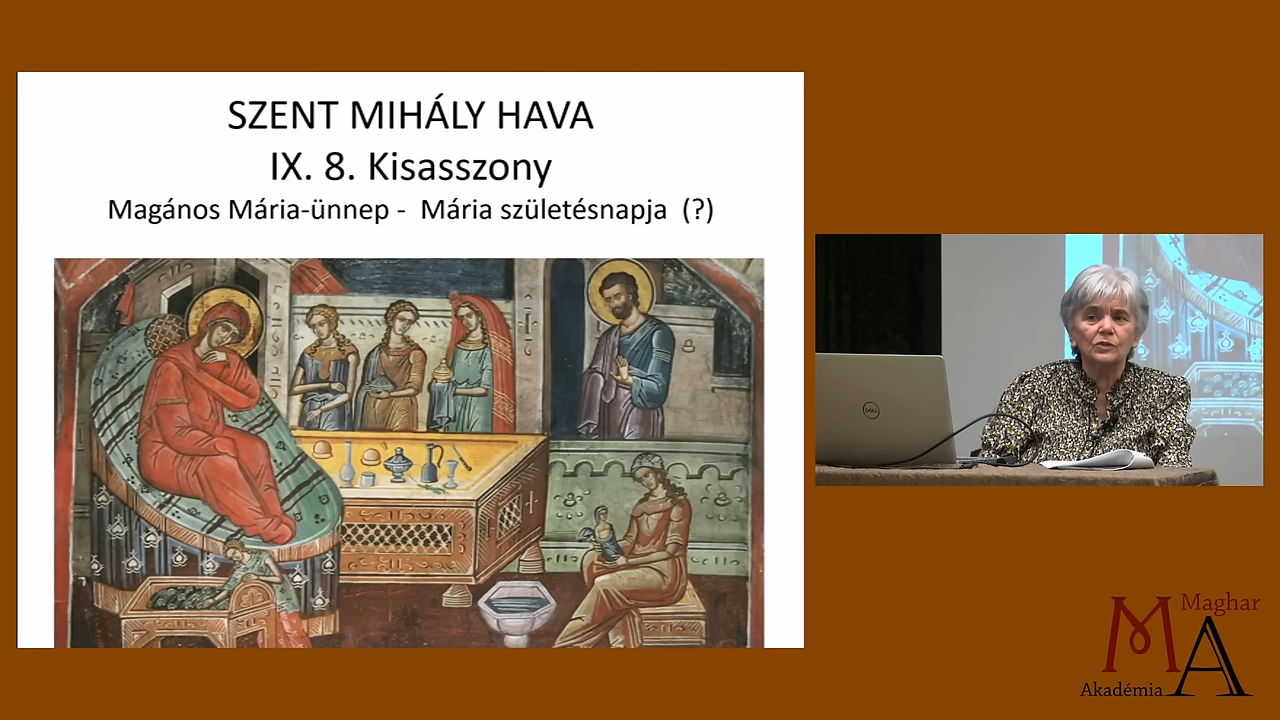 SZENT MIHÁLY HAVA
IX. 8. Kisasszony
Magános Mária-ünnep - Mária születésnapja (?)
DELL
MA Maghar
Akadémia